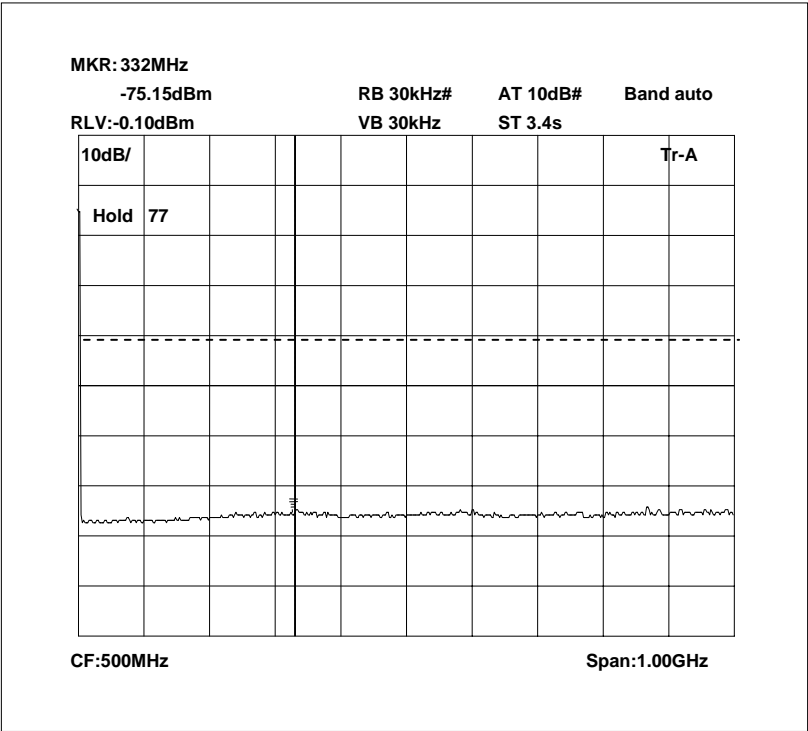 MKR: 332MHz
-75.15dBm RB 30kHz# AT 10dB# Band auto
RLV:-0.10dBm VB 30kHz ST 3.4s
10dB/ Tr-A
Hold 77
CF:500MHz Span:1.00GHz